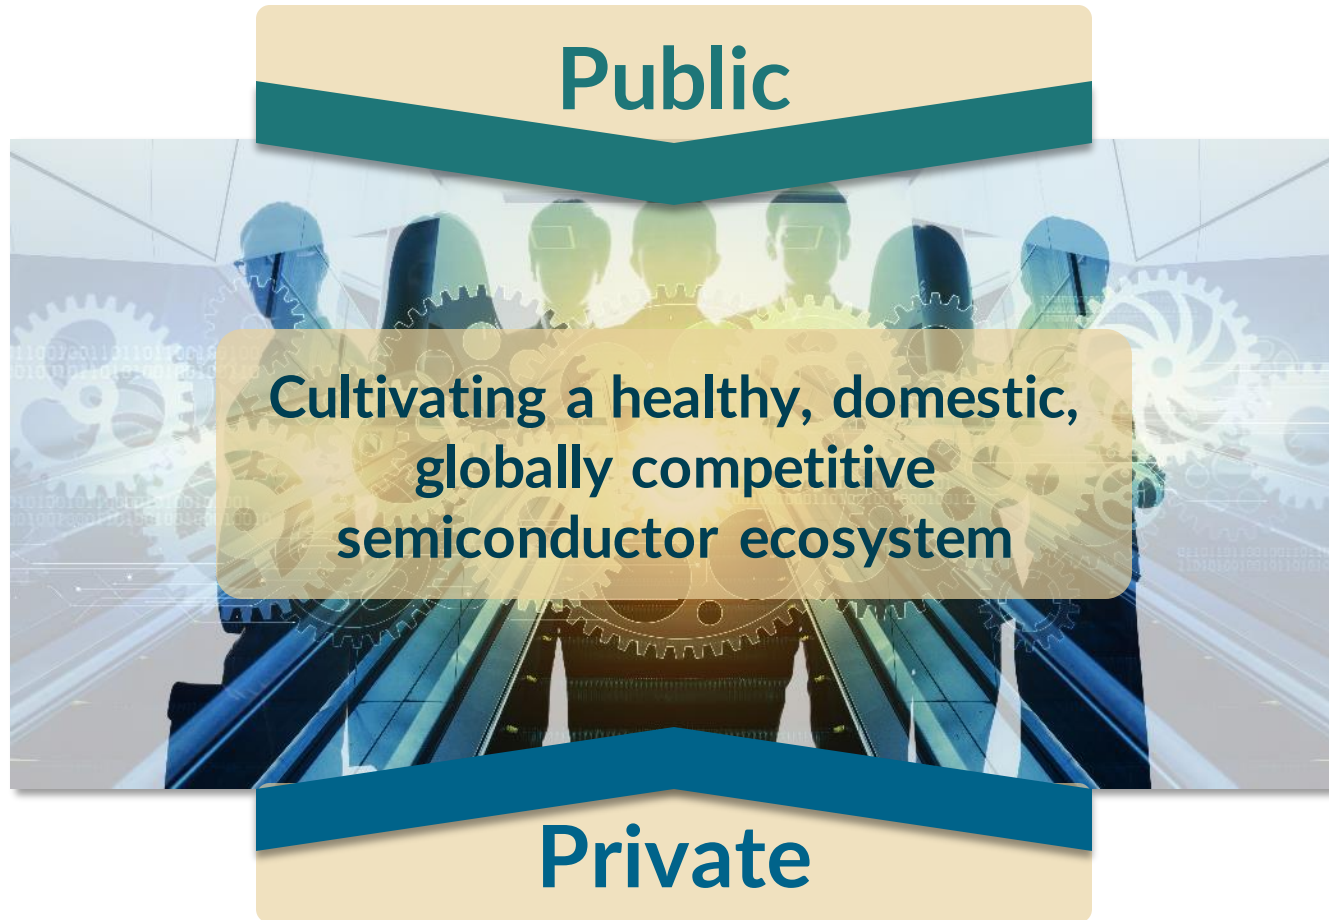 Public
Cultivating a healthy, domestic,
globally competitive
semiconductor ecosystem
Private